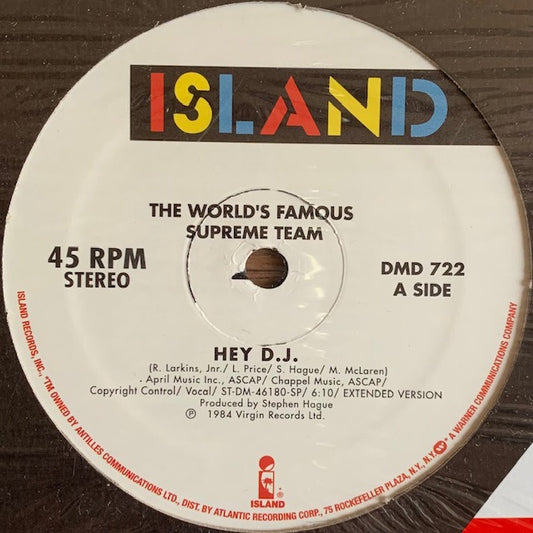 ISLAND
THE WORLD'S FAMOUS
SUPREME TEAM
45 RPM
STEREO
DMD 722
A SIDE
HEY D.J.
(R. Larkins, Jnr./ L. Price/ S. Hague/ M. McLaren)
April Music Inc., ASCAP/ Chappel Music, ASCAP/
Copyright Control/ Vocal/ ST-DM-46180-SP/ 6:10/ EXTENDED VERSION
Produced by Stephen Hague
℗ 1984 Virgin Records Ltd.
ISLAND
ISLAND RECORDS, INC., ™ OWNED BY ANTILLES COMMUNICATIONS LTD., DIST. BY ATLANTIC RECORDING CORP., 75 ROCKEFELLER PLAZA, N.Y., N.Y. A WARNER COMMUNICATIONS COMPANY